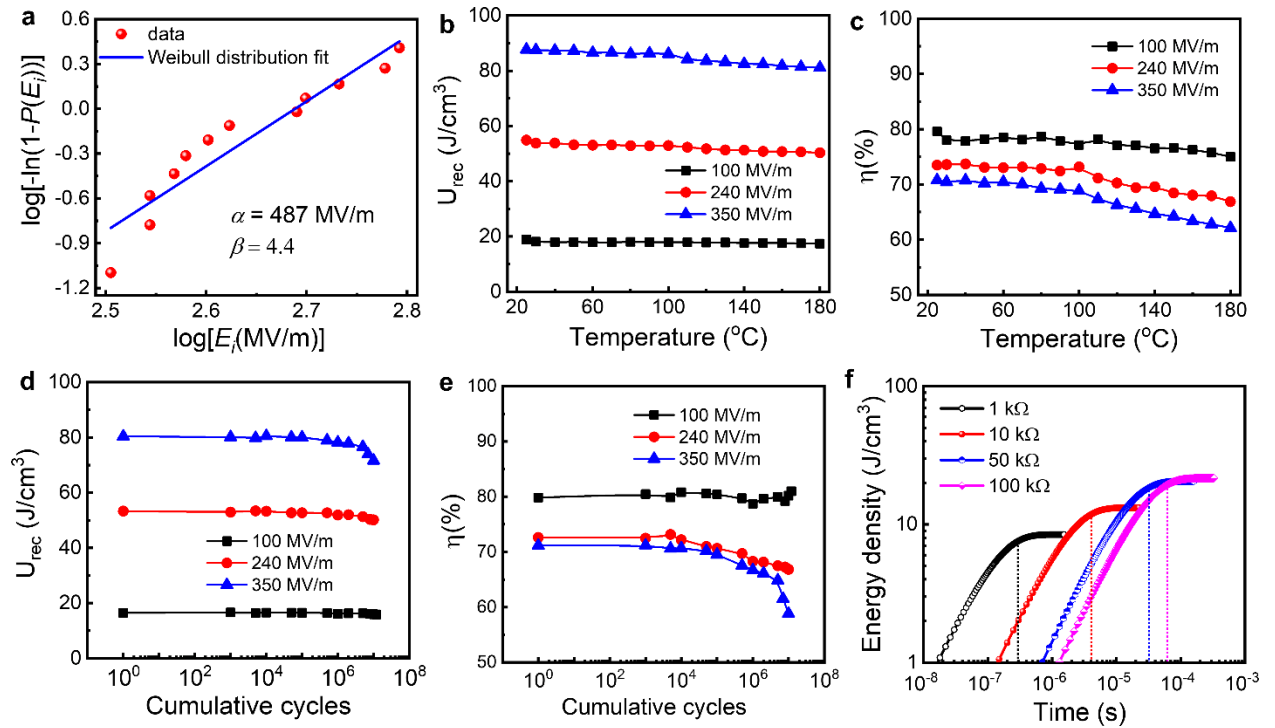 a
log[-ln(1-P(Ei))]
0.6
0.3
0.0
-0.3
-0.6
-0.9
-1.2
data
Weibull distribution fit
α = 487 MV/m
β = 4.4
2.5
2.6
2.7
2.8
log[Ei(MV/m)]
b
Urec (J/cm3)
100
80
60
40
20
0
100 MV/m
240 MV/m
350 MV/m
20
60
100
140
180
Temperature (oC)
c
η(%)
100
90
80
70
60
50
100 MV/m
240 MV/m
350 MV/m
20
60
100
140
180
Temperature (oC)
d
Urec (J/cm3)
100
80
60
40
20
0
100 MV/m
240 MV/m
350 MV/m
100
102
104
106
108
Cumulative cycles
e
η(%)
100
90
80
70
60
50
100 MV/m
240 MV/m
350 MV/m
100
102
104
106
108
Cumulative cycles
f
Energy density (J/cm3)
100
10
1
1 kΩ
10 kΩ
50 kΩ
100 kΩ
10-8
10-7
10-6
10-5
10-4
10-3
Time (s)